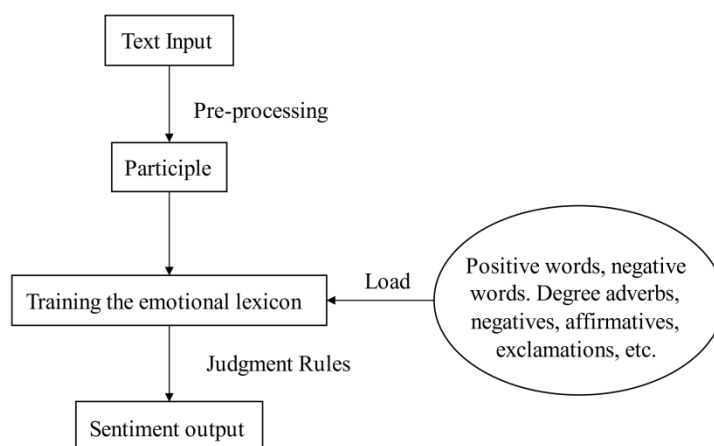 Text Input
Pre-processing
Participle
Training the emotional lexicon
Load
Positive words, negative
words. Degree adverbs,
negatives, affirmatives,
exclamations, etc.
Judgment Rules
Sentiment output